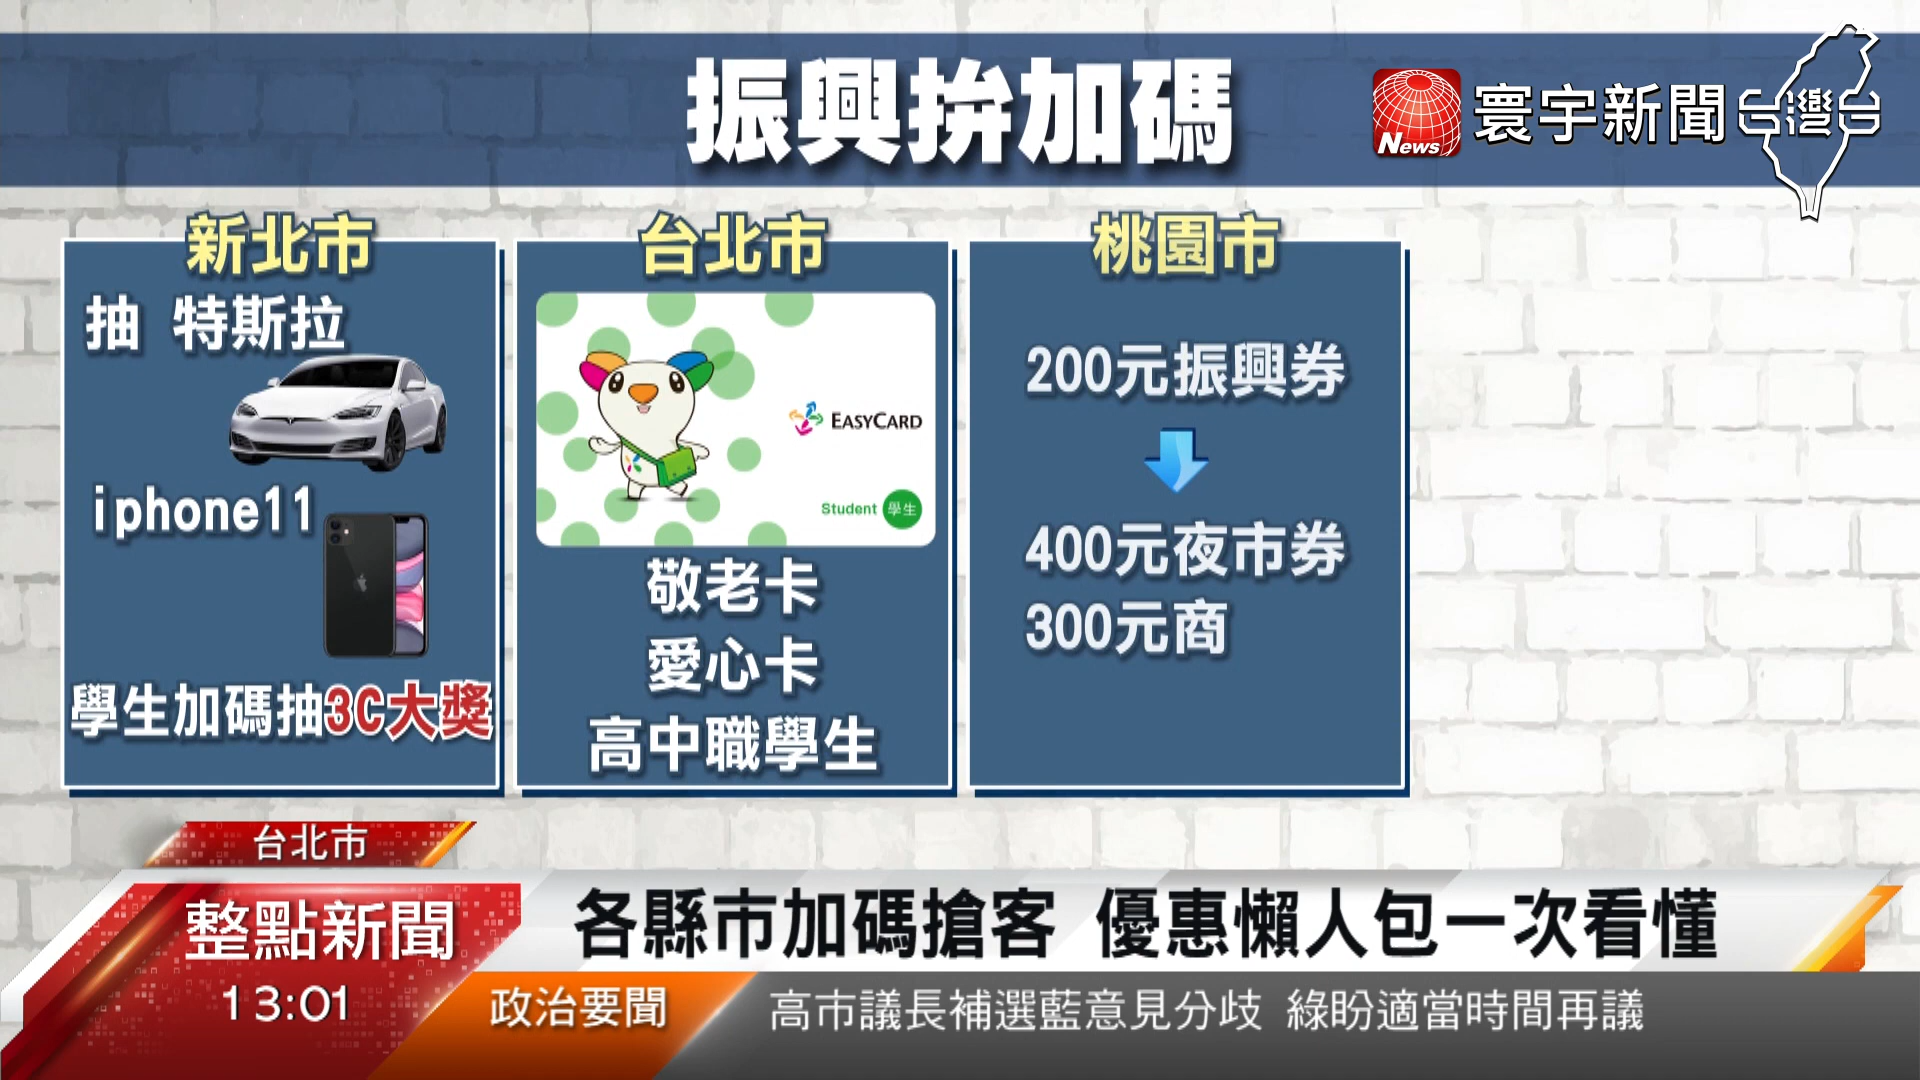 振興拚加碼
News 寰宇新聞台灣台
新北市
抽 特斯拉
iphone11
學生加碼抽3C大獎
台北市
EASYCARD
Student 學生
敬老卡
愛心卡
高中職學生
桃園市
200元振興券
400元夜市券
300元商
台北市
整點新聞
13:01
各縣市加碼搶客 優惠懶人包一次看懂
政治要聞
高市議長補選藍意見分歧 綠盼適當時間再議